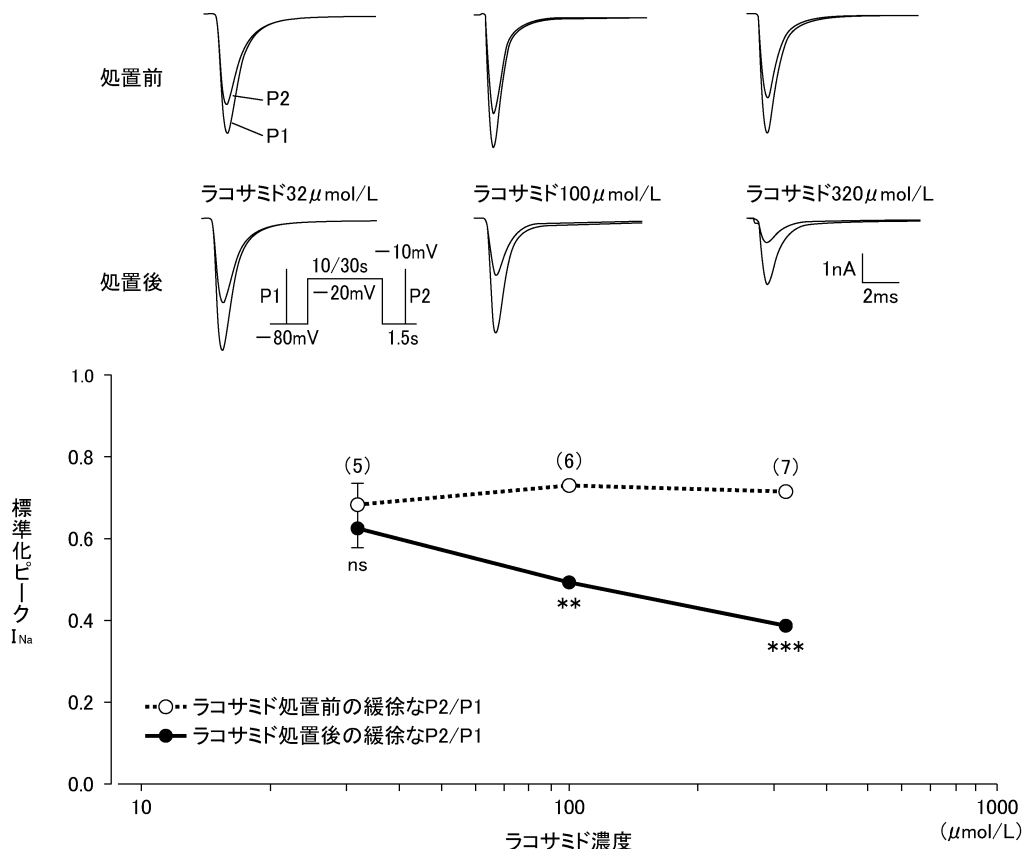 処置前
P2
P1
ラコサミド32μmol/L
ラコサミド100μmol/L
ラコサミド320μmol/L
処置後
P1
10/30s
-20mV
-10mV
P2
-80mV
1.5s
1nA
2ms
1.0
0.8
0.6
0.4
0.2
0.0
標準化ピーク
INa
(5)
(6)
(7)
ns
**
***
ラコサミド処置前の緩徐なP2/P1
ラコサミド処置後の緩徐なP2/P1
10
100
1000
(μmol/L)
ラコサミド濃度